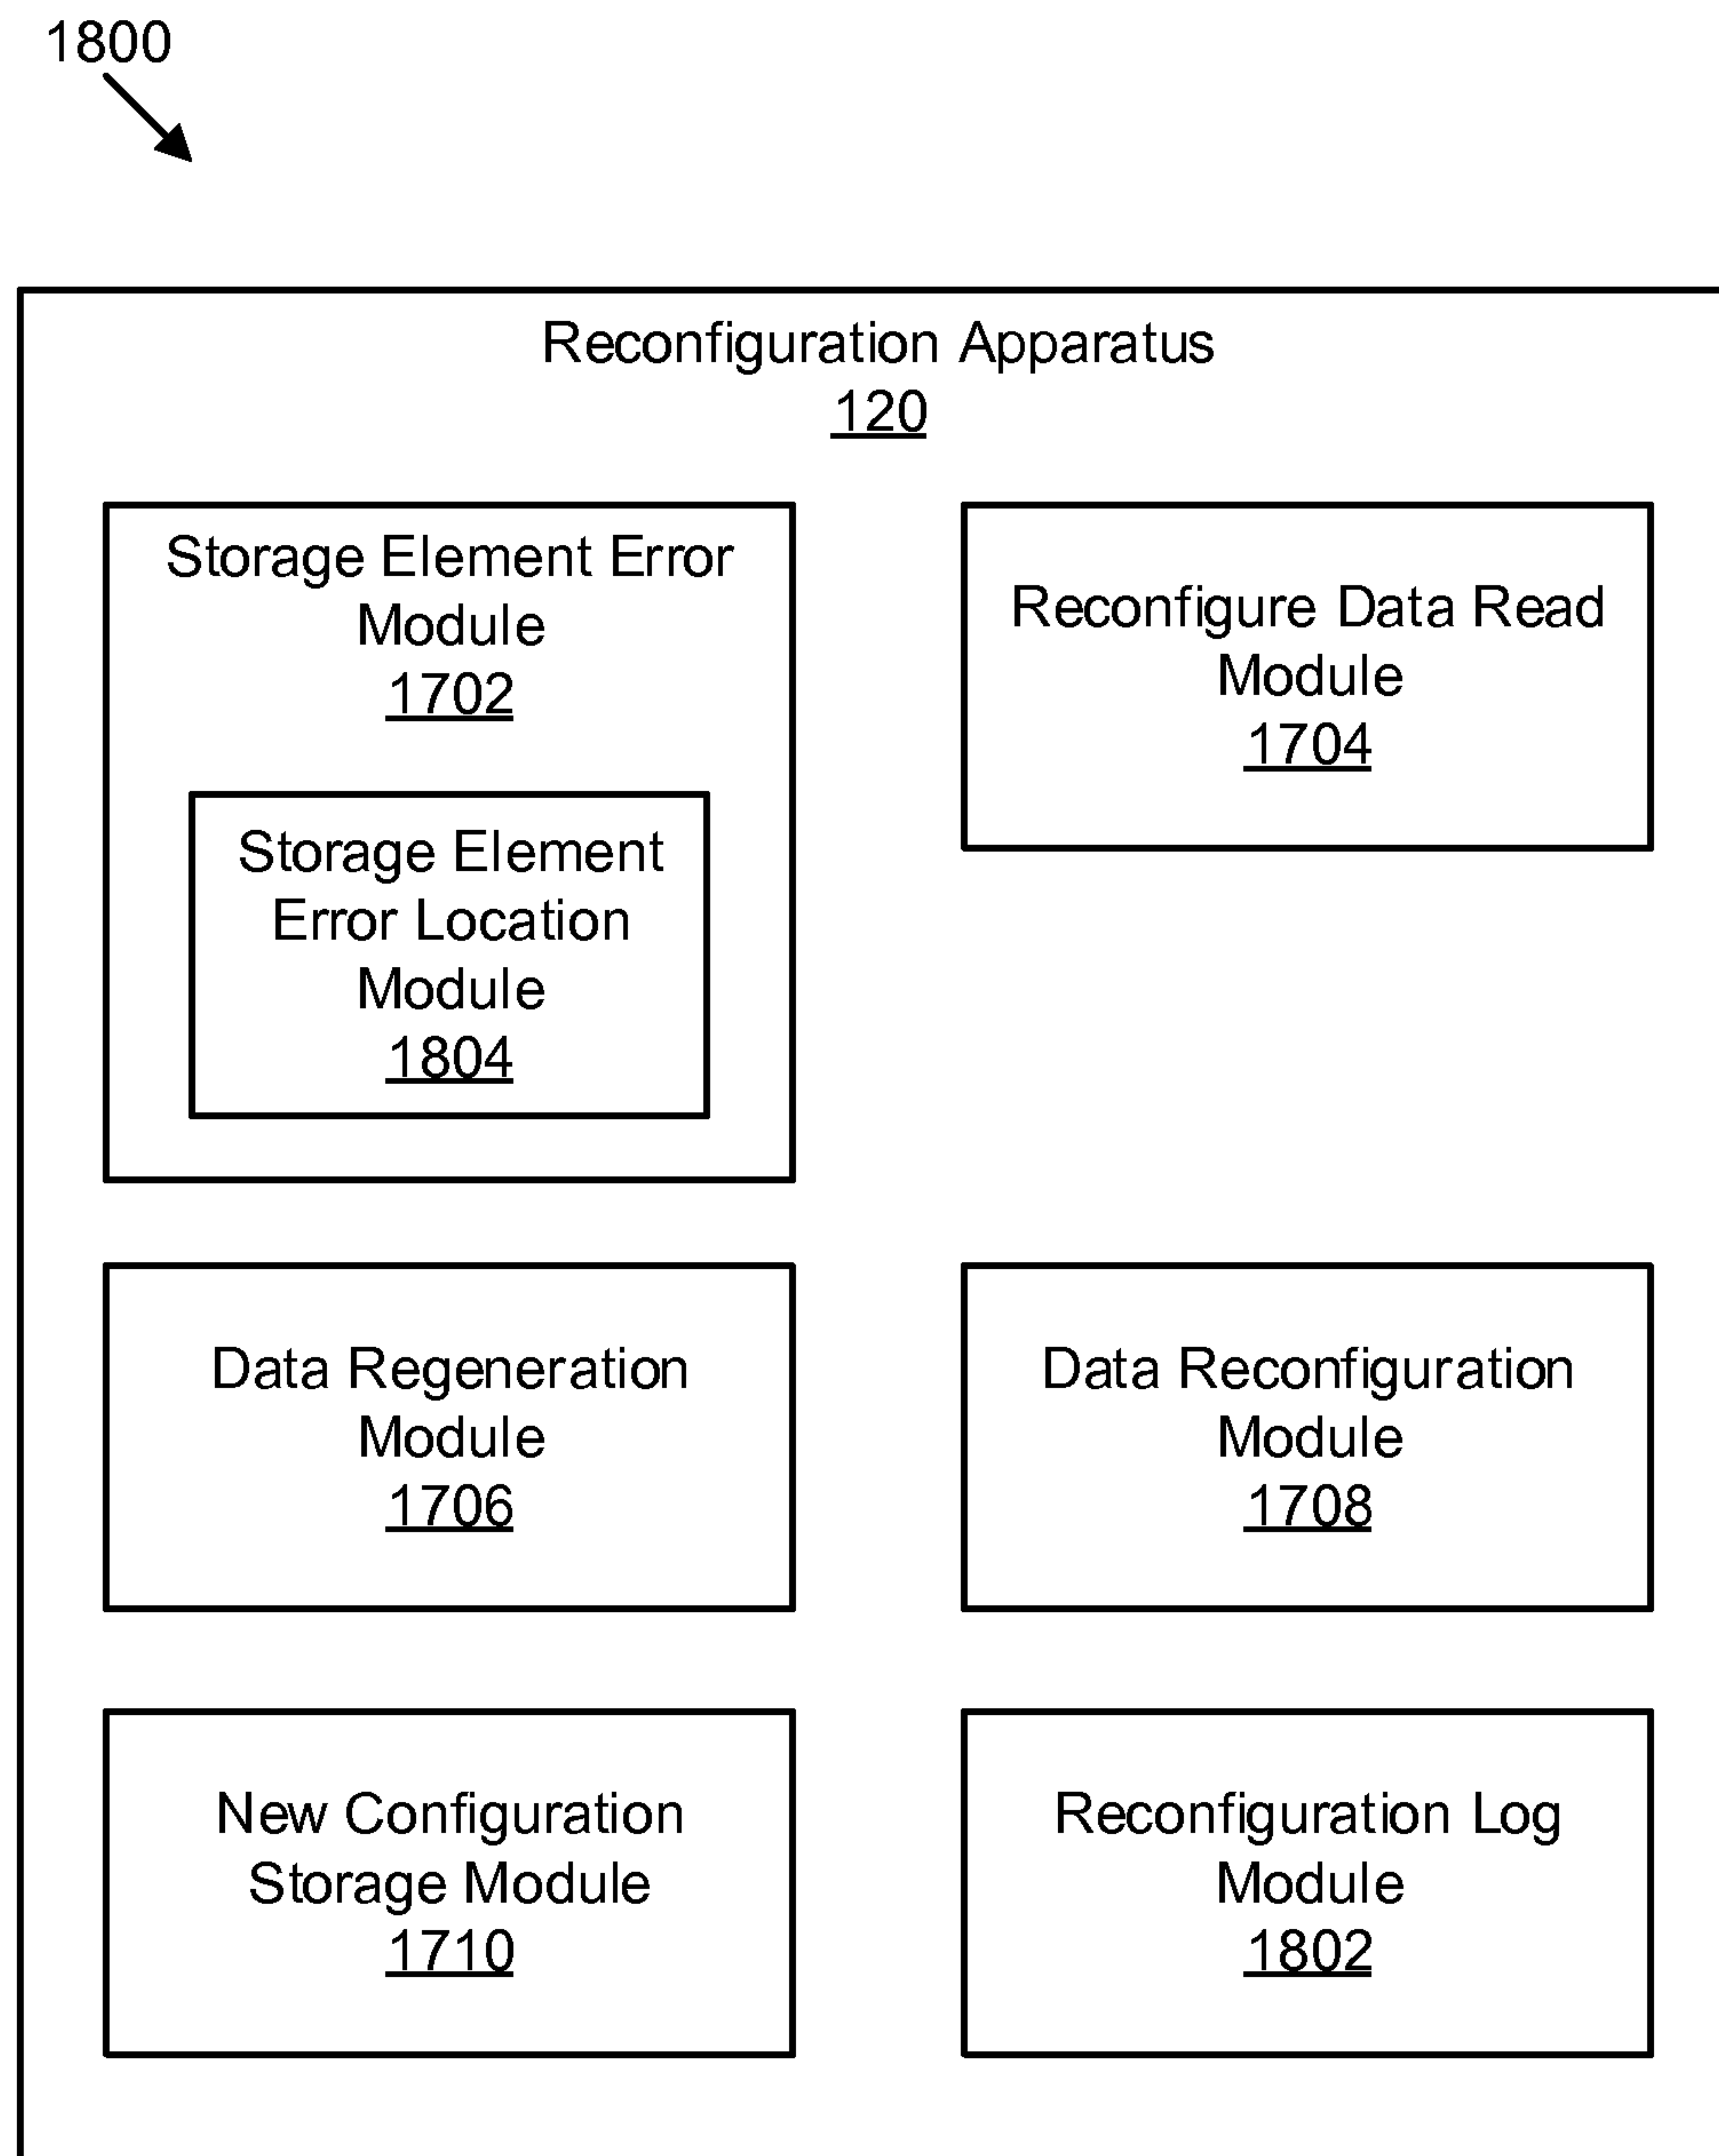 1800
Reconfiguration Apparatus
120
Storage Element Error
Module
1702
Storage Element
Error Location
Module
1804
Reconfigure Data Read
Module
1704
Data Regeneration
Module
1706
Data Reconfiguration
Module
1708
New Configuration
Storage Module
1710
Reconfiguration Log
Module
1802